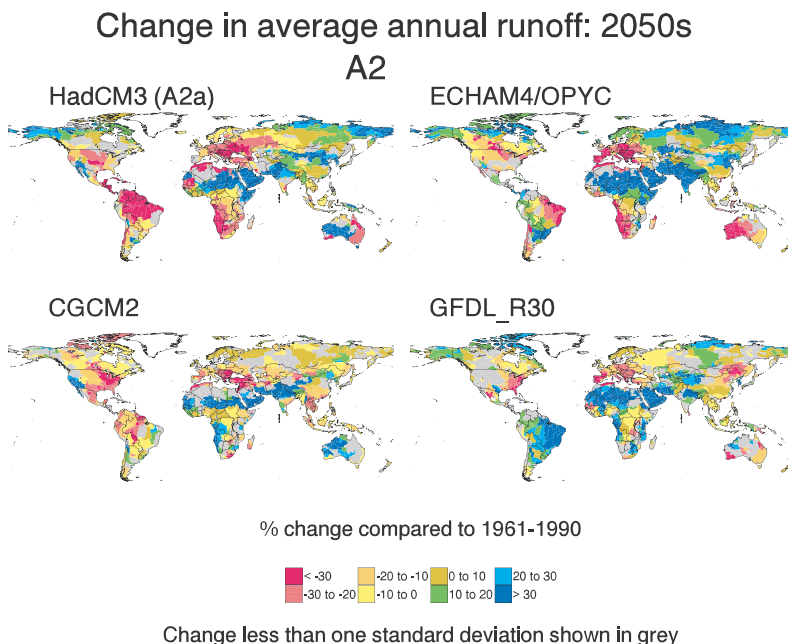 Change in average annual runoff: 2050s
A2
HadCM3 (A2a)
ECHAM4/OPYC
CGCM2
GFDL_R30
% change compared to 1961-1990
< -30
-20 to -10
0 to 10
20 to 30
-30 to -20
-10 to 0
10 to 20
> 30
Change less than one standard deviation shown in grey